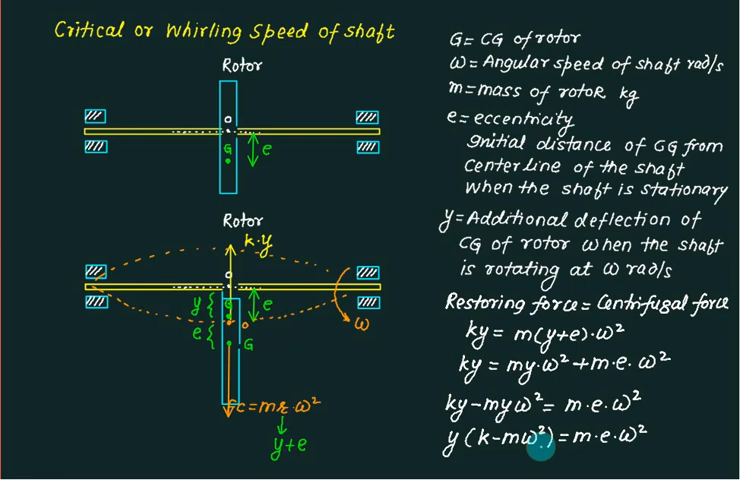 Critical or Whirling Speed of shaft
Rotor
O
G
e
Rotor
k.y
O
y
e
e
O
G
ω
Fc=mr.ω²
y+e
G= CG of rotor
ω=Angular speed of shaft rad/s
m=mass of rotor kg
e=eccentricity
Initial distance of CG from
centerline of the shaft
when the shaft is stationary
y=Additional deflection of
CG of rotor when the shaft
is rotating at ω rad/s
Restoring force=Centrifugal force
ky= m(y+e).ω²
ky= my.ω²+m.e.ω²
ky-myω²= m.e.ω²
y(k-mω²)=m.e.ω²